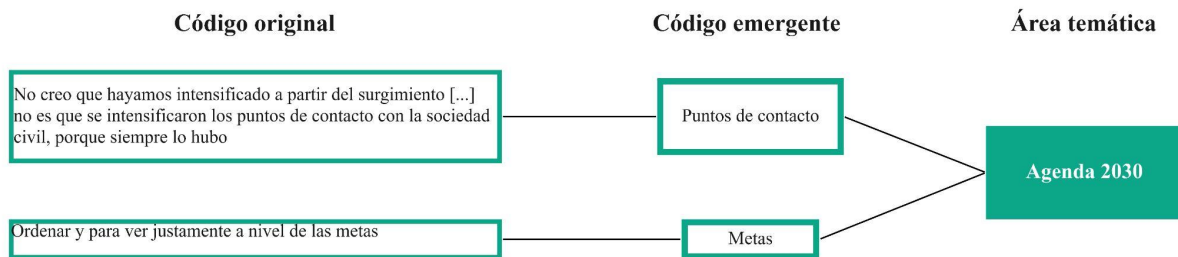 Código original
Código emergente
Área temática
No creo que hayamos intensificado a partir del surgimiento [...]
no es que se intensificaron los puntos de contacto con la sociedad
civil, porque siempre lo hubo
Puntos de contacto
Agenda 2030
Ordenar y para ver justamente a nivel de las metas
Metas